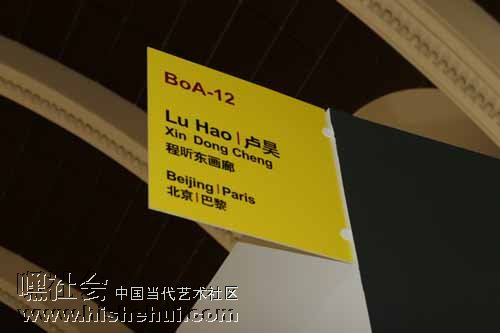 BoA-12
Lu Hao|卢昊
Xin Dong Cheng
程昕东画廊
Beijing|Paris
北京|巴黎
嘿社会 中国当代艺术社区
www.hishehui.com